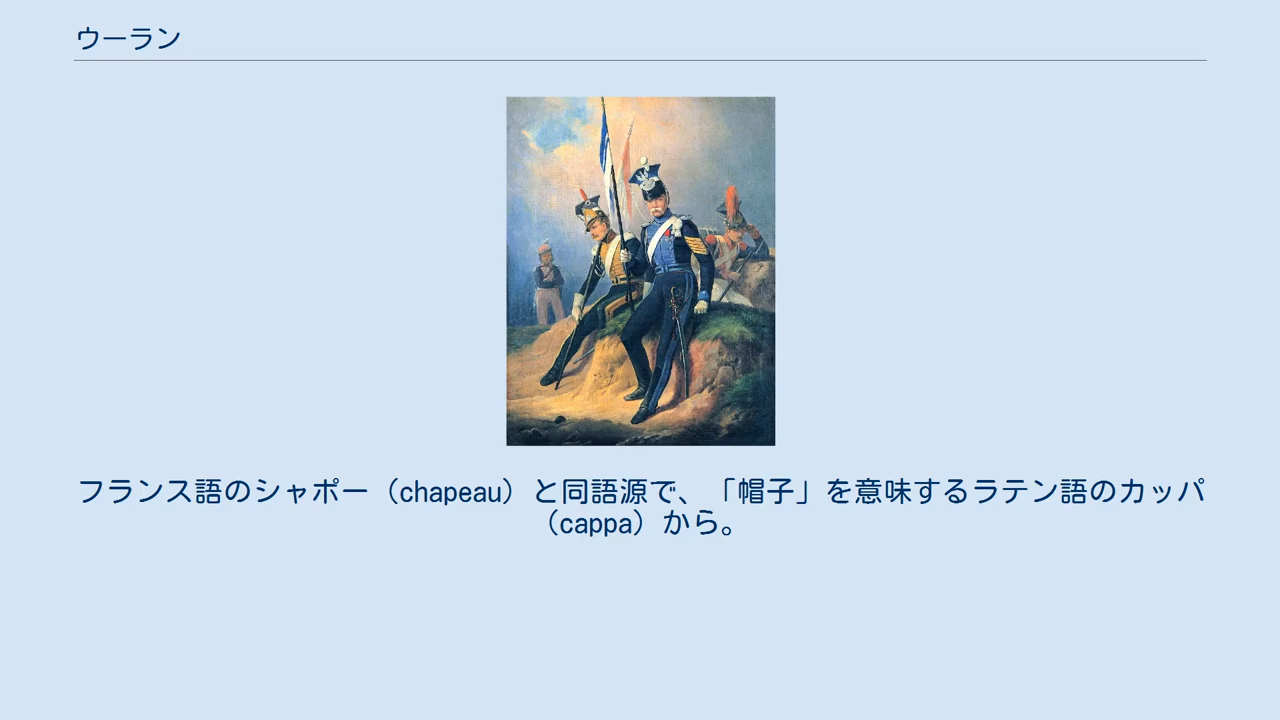 ウーラン
フランス語のシャポー（chapeau）と同語源で、「帽子」を意味するラテン語のカッパ
（cappa）から。